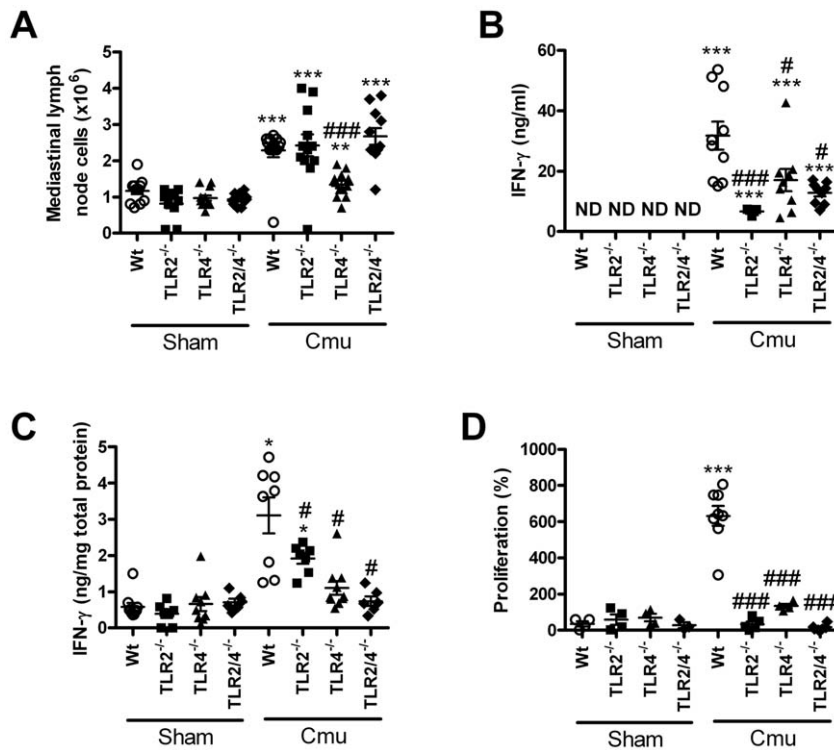 A
Mediastinal lymph
node cells (x10⁶)
5
4
3
2
1
0
***
***
###
**
***
Wt
TLR2⁻/⁻
TLR4⁻/⁻
TLR2/4⁻/⁻
Wt
TLR2⁻/⁻
TLR4⁻/⁻
TLR2/4⁻/⁻
Sham
Cmu
B
IFN-γ (ng/ml)
60
40
20
0
ND ND ND ND
***
###
***
#
***
#
***
Wt
TLR2⁻/⁻
TLR4⁻/⁻
TLR2/4⁻/⁻
Wt
TLR2⁻/⁻
TLR4⁻/⁻
TLR2/4⁻/⁻
Sham
Cmu
C
IFN-γ (ng/mg total protein)
5
4
3
2
1
0
*
#
*
#
#
Wt
TLR2⁻/⁻
TLR4⁻/⁻
TLR2/4⁻/⁻
Wt
TLR2⁻/⁻
TLR4⁻/⁻
TLR2/4⁻/⁻
Sham
Cmu
D
Proliferation (%)
1000
800
600
400
200
0
***
###
###
###
Wt
TLR2⁻/⁻
TLR4⁻/⁻
TLR2/4⁻/⁻
Wt
TLR2⁻/⁻
TLR4⁻/⁻
TLR2/4⁻/⁻
Sham
Cmu